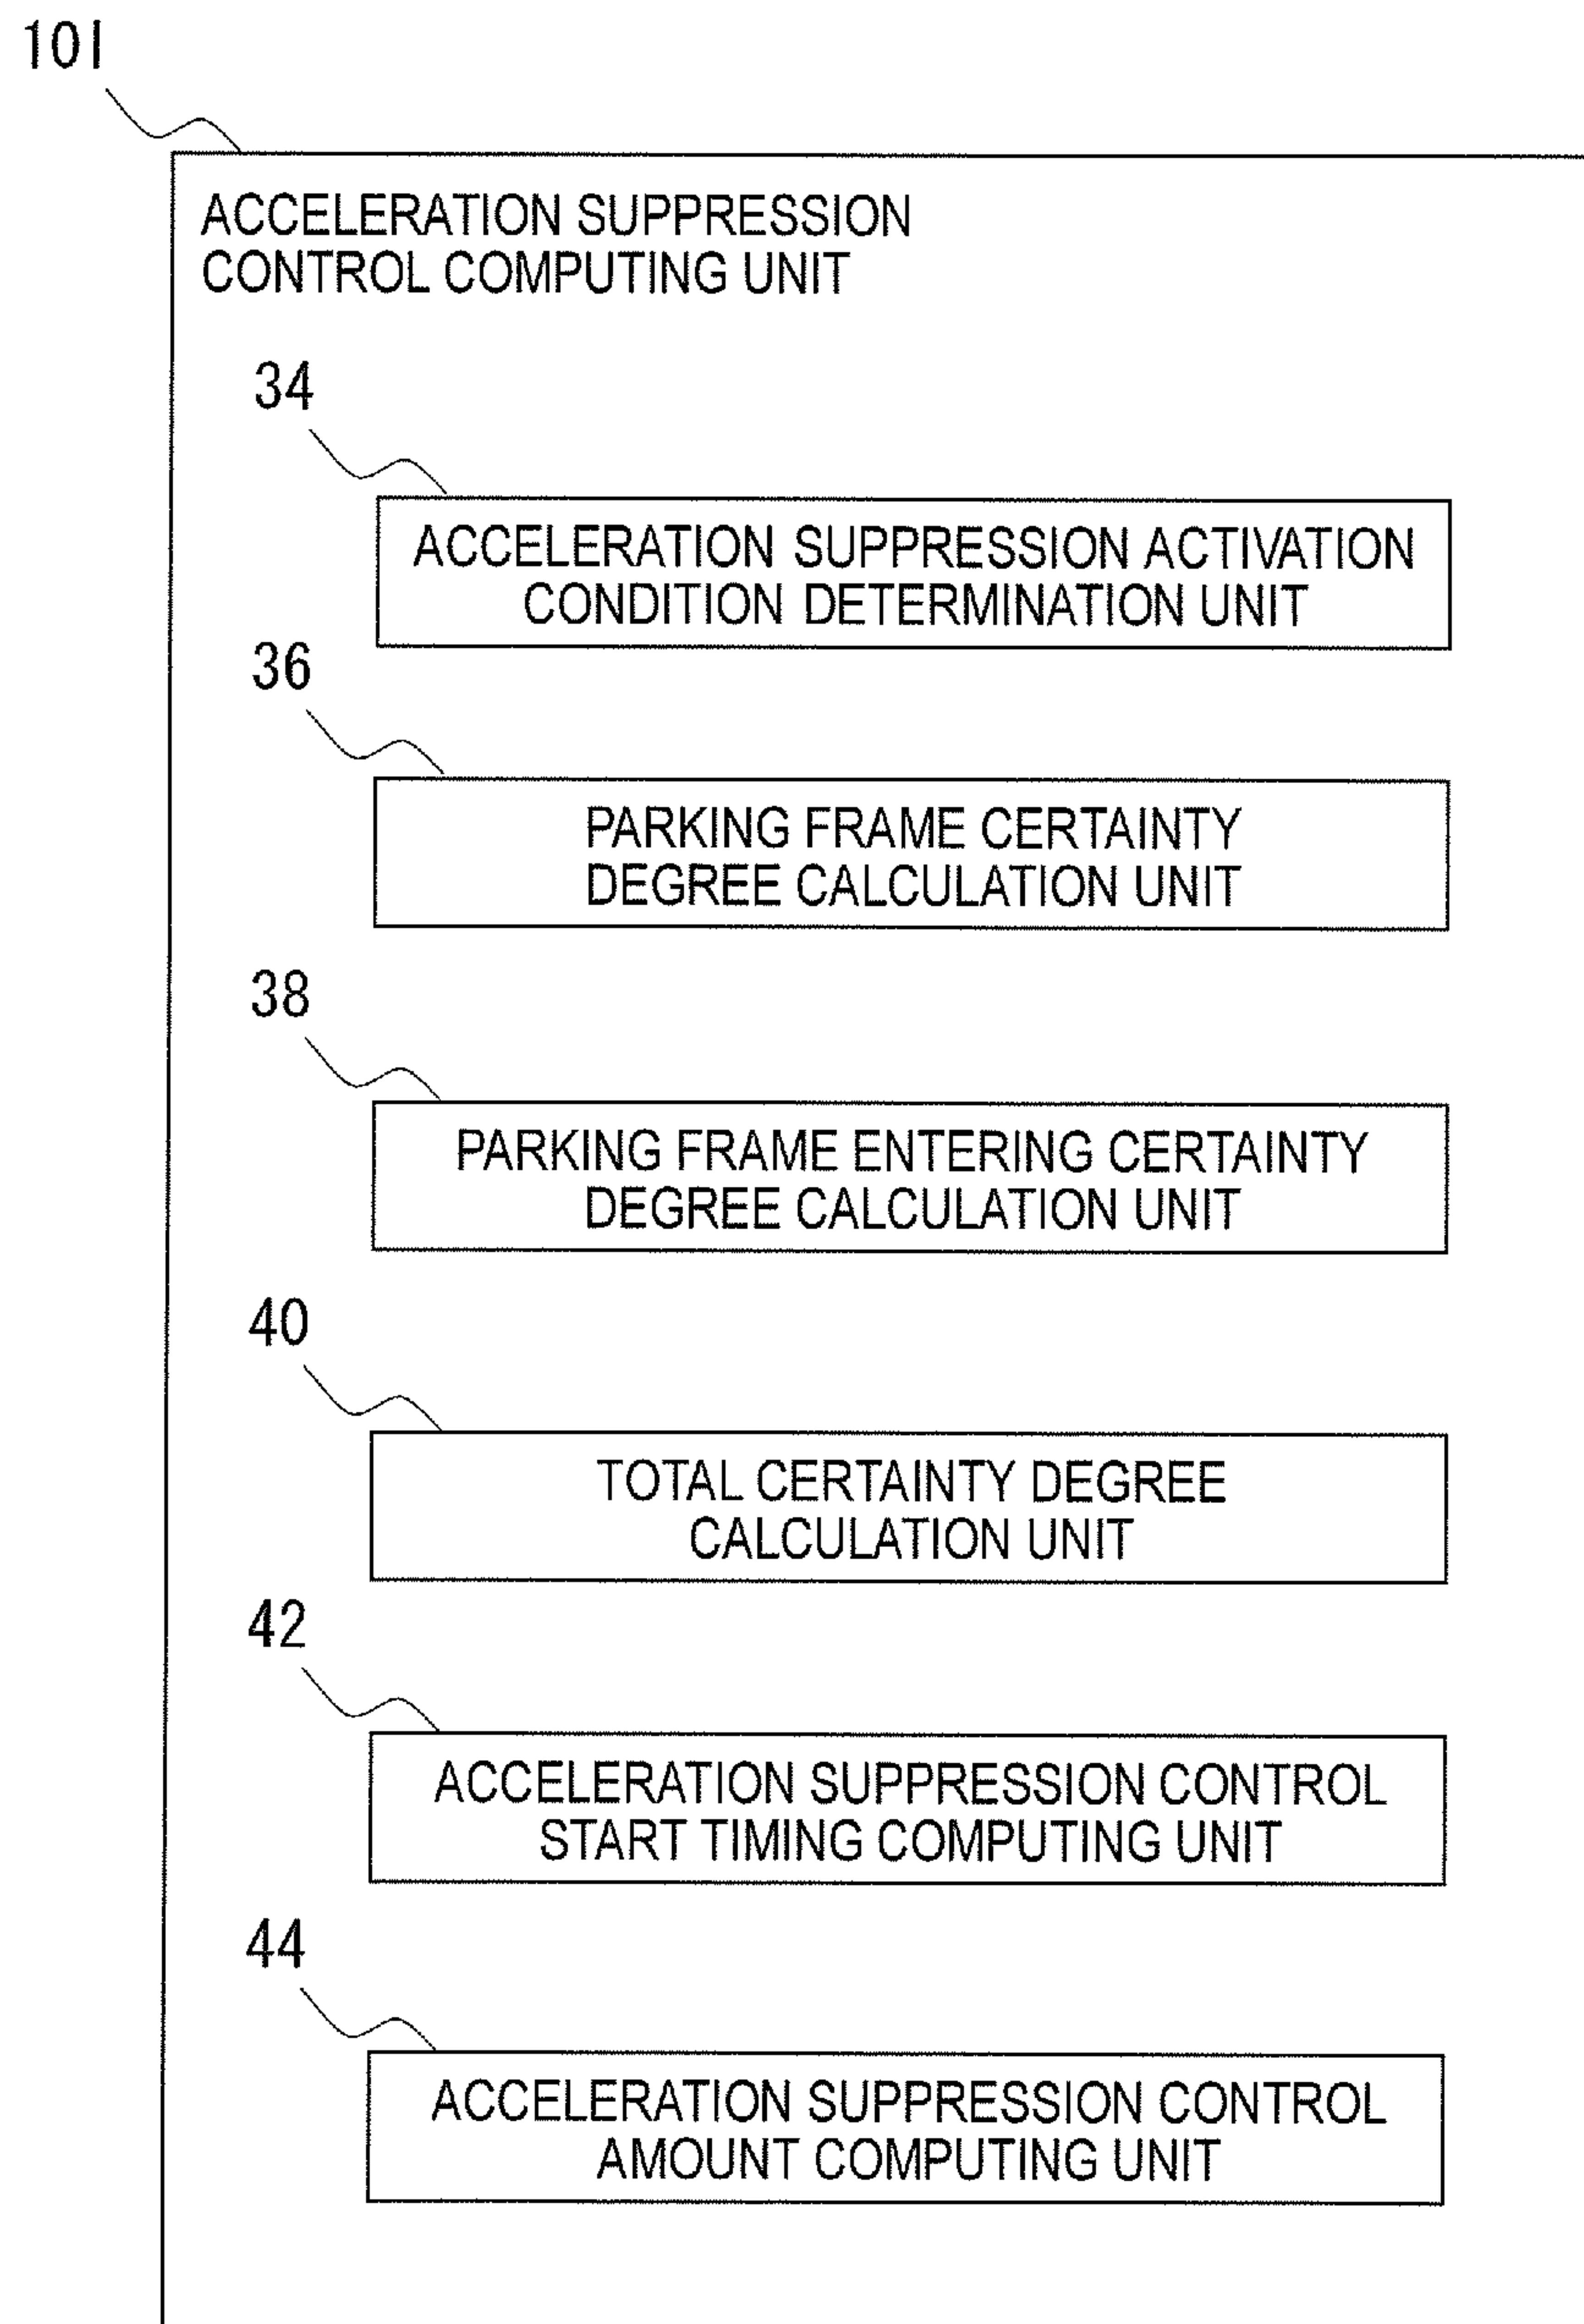 10I
ACCELERATION SUPPRESSION
CONTROL COMPUTING UNIT
34
ACCELERATION SUPPRESSION ACTIVATION
CONDITION DETERMINATION UNIT
36
PARKING FRAME CERTAINTY
DEGREE CALCULATION UNIT
38
PARKING FRAME ENTERING CERTAINTY
DEGREE CALCULATION UNIT
40
TOTAL CERTAINTY DEGREE
CALCULATION UNIT
42
ACCELERATION SUPPRESSION CONTROL
START TIMING COMPUTING UNIT
44
ACCELERATION SUPPRESSION CONTROL
AMOUNT COMPUTING UNIT